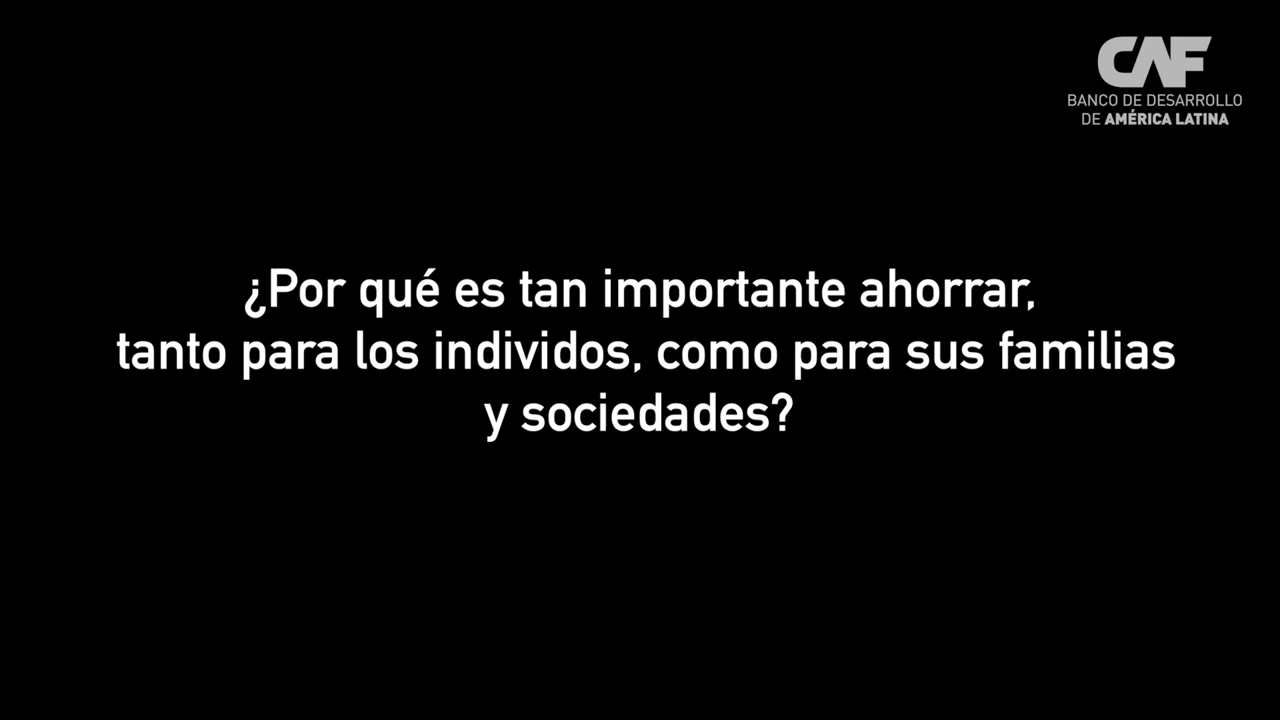 CAF
BANCO DE DESARROLLO
DE AMÉRICA LATINA
¿Por qué es tan importante ahorrar,
tanto para los individos, como para sus familias
y sociedades?